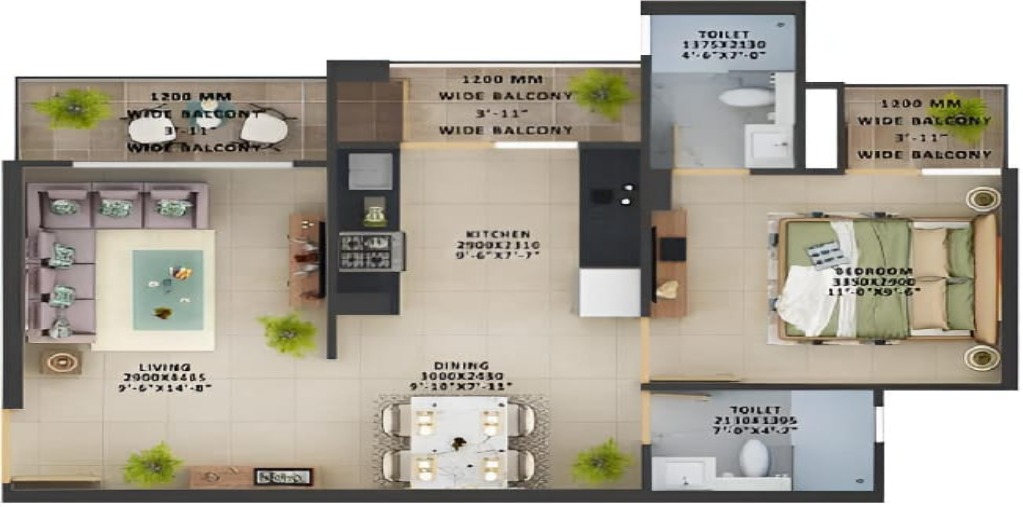 TOILET
1375X2130
4'-6"X7'-0"
1200 MM
WIDE BALCONY
3'-11"
WIDE BALCONY
1200 MM
WIDE BALCONY
3'-11"
WIDE BALCONY
1200 MM
WIDE BALCONY
3'-11"
WIDE BALCONY
KITCHEN
2900X2310
9'-6"X7'-7"
BEDROOM
3350X2900
11'-0"X9'-6"
LIVING
2900X4465
9'-6"X14'-8"
DINING
3000X2430
9'-10"X7'-11"
TOILET
2130X1395
7'-0"X4'-7"